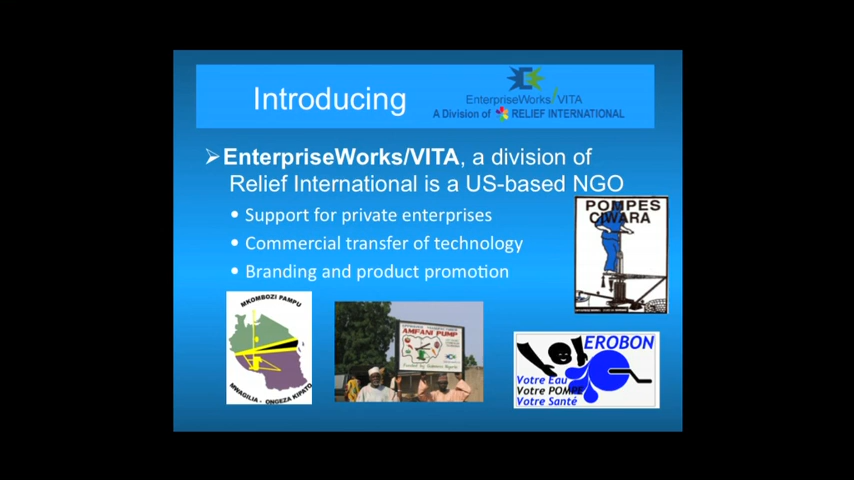 Introducing
EnterpriseWorks/VITA
A Division of RELIEF INTERNATIONAL
EnterpriseWorks/VITA, a division of
Relief International is a US-based NGO
Support for private enterprises
Commercial transfer of technology
Branding and product promotion
POMPES
CIWARA
MKOMBOZI PAMPU
MWAGILIA - ONGEZA KIPATO
AMFANI PUMP
EROBON
Votre Eau
Votre POMPE
Votre Santé